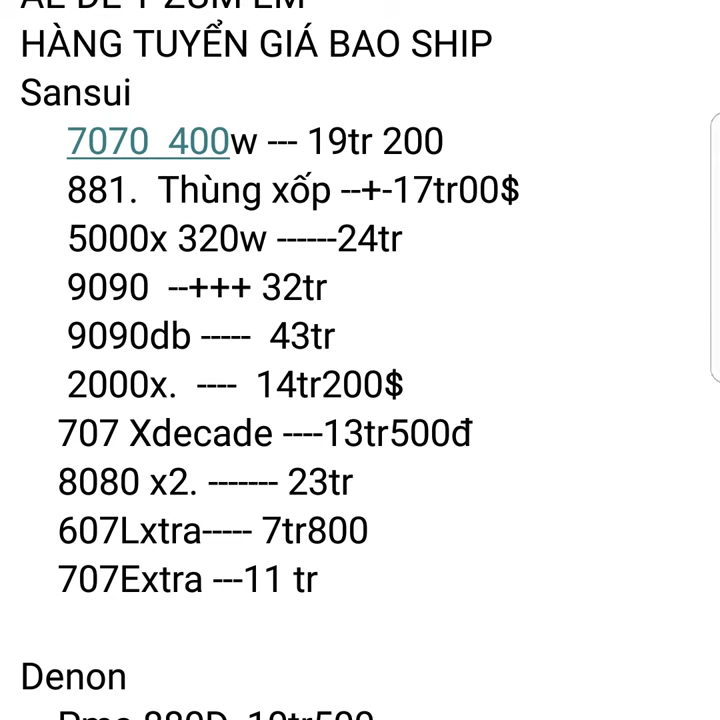 HÀNG TUYỂN GIÁ BAO SHIP
Sansui
7070 400w --- 19tr 200
881. Thùng xốp --+-17tr00$
5000x 320w ------24tr
9090 --+++ 32tr
9090db ----- 43tr
2000x. ---- 14tr200$
707 Xdecade ----13tr500đ
8080 x2. ------- 23tr
607Lxtra----- 7tr800
707Extra ---11 tr
Denon